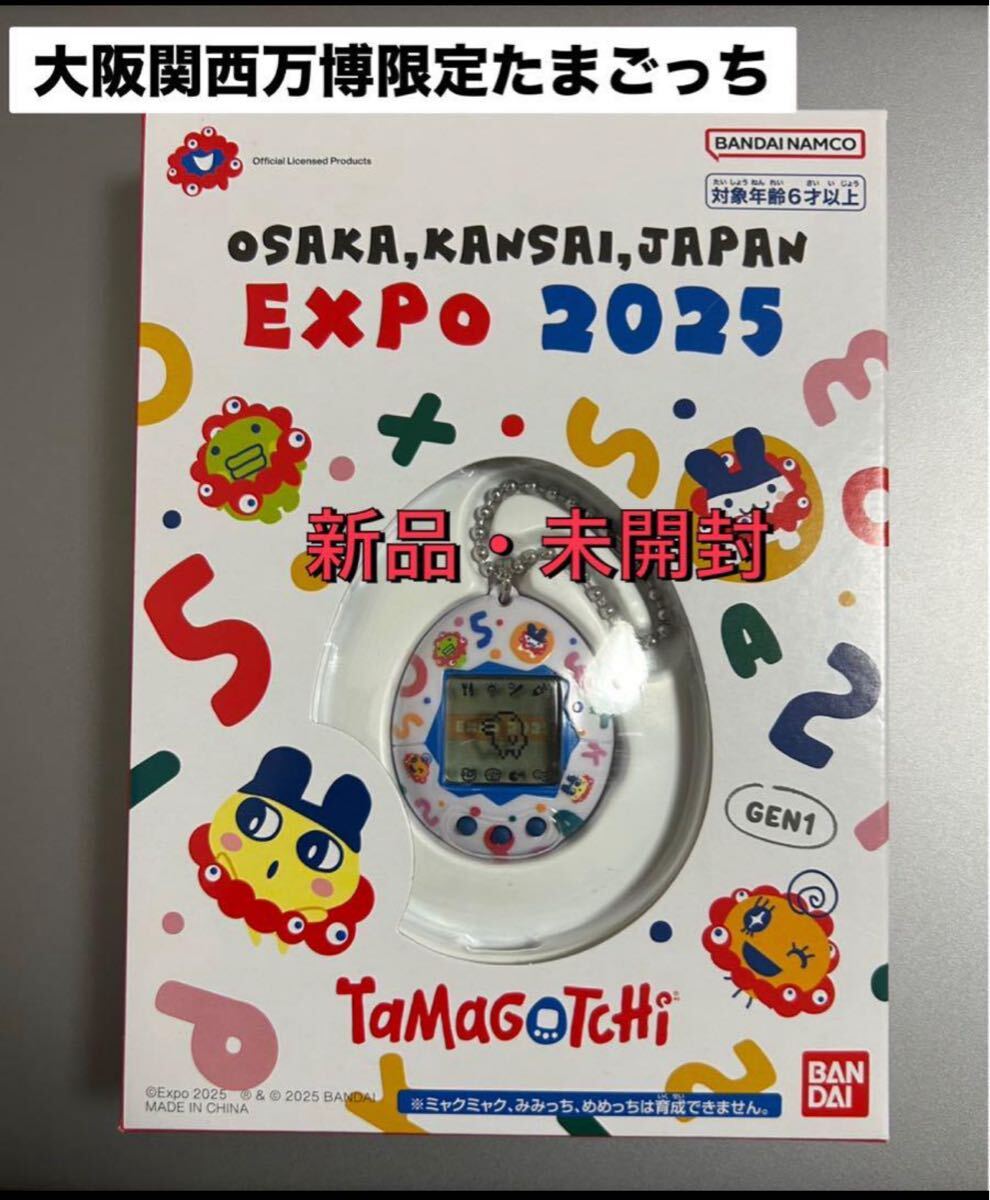 大阪関西万博限定たまごっち
Official Licensed Products
BANDAI NAMCO
対象年齢6才以上
OSAKA,KANSAI,JAPAN
EXPO 2025
新品・未開封
GEN1
TaMaGOTCHi
BAN
DAI
©Expo 2025 ® & © 2025 BANDAI
MADE IN CHINA
※ミャクミャク、みみっち、めめっちは育成できません。